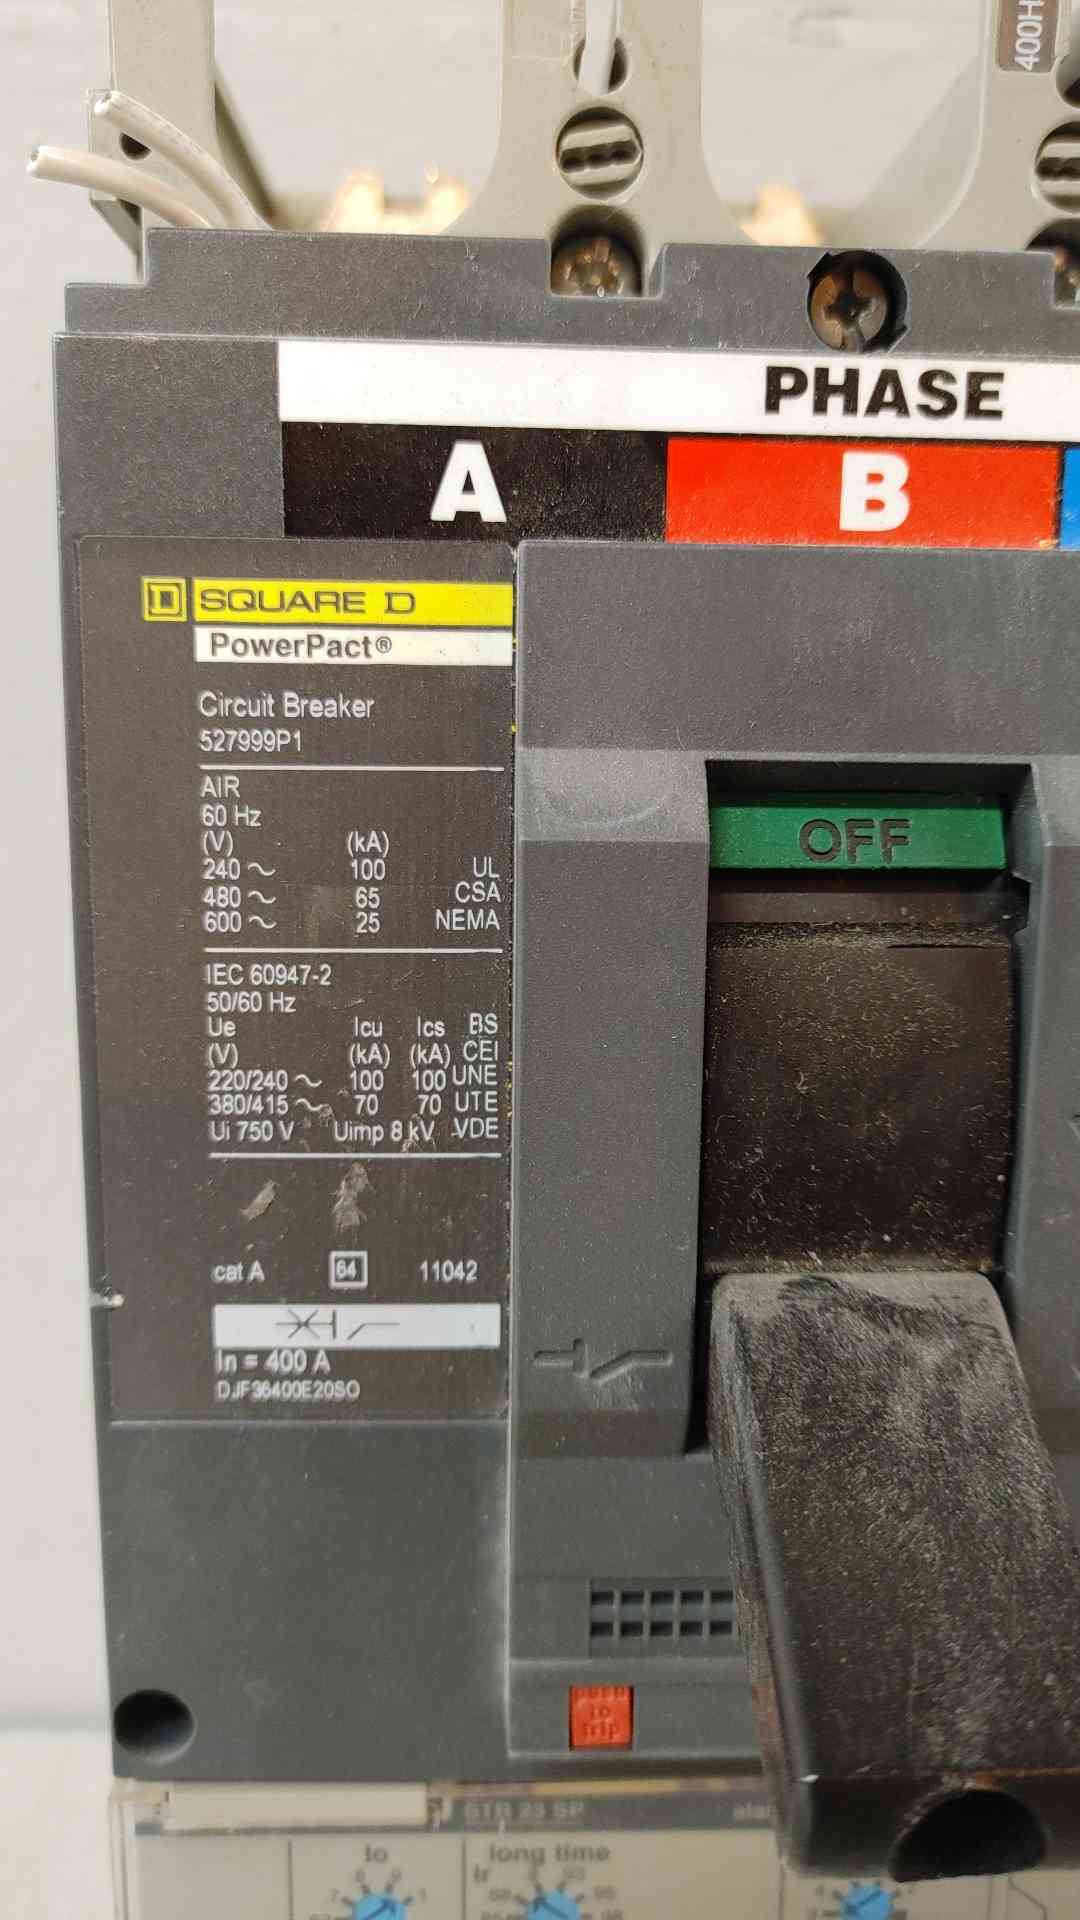 400H
PHASE
A B
SQUARE D
PowerPact®
Circuit Breaker
527999P1
AIR
60 Hz
(V) (kA)
240 ~ 100 UL
480 ~ 65 CSA
600 ~ 25 NEMA
IEC 60947-2
50/60 Hz
Ue Icu Ics BS
(V) (kA) (kA) CEI
220/240 ~ 100 100 UNE
380/415 ~ 70 70 UTE
Ui 750 V Uimp 8 kV VDE
cat A 64 11042
In = 400 A
DJF36400E20SO
OFF
push
to
trip
STR 23 SP
Io long time
Ir